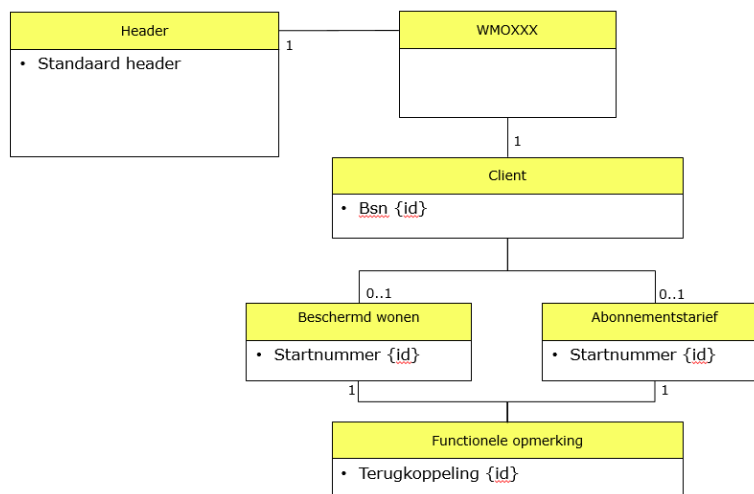 Header
WMOXXX
1
• Standaard header
1
Client
• Bsn {id}
0..1
0..1
Beschermd wonen
Abonnementstarief
• Startnummer {id}
• Startnummer {id}
1
1
Functionele opmerking
• Terugkoppeling {id}